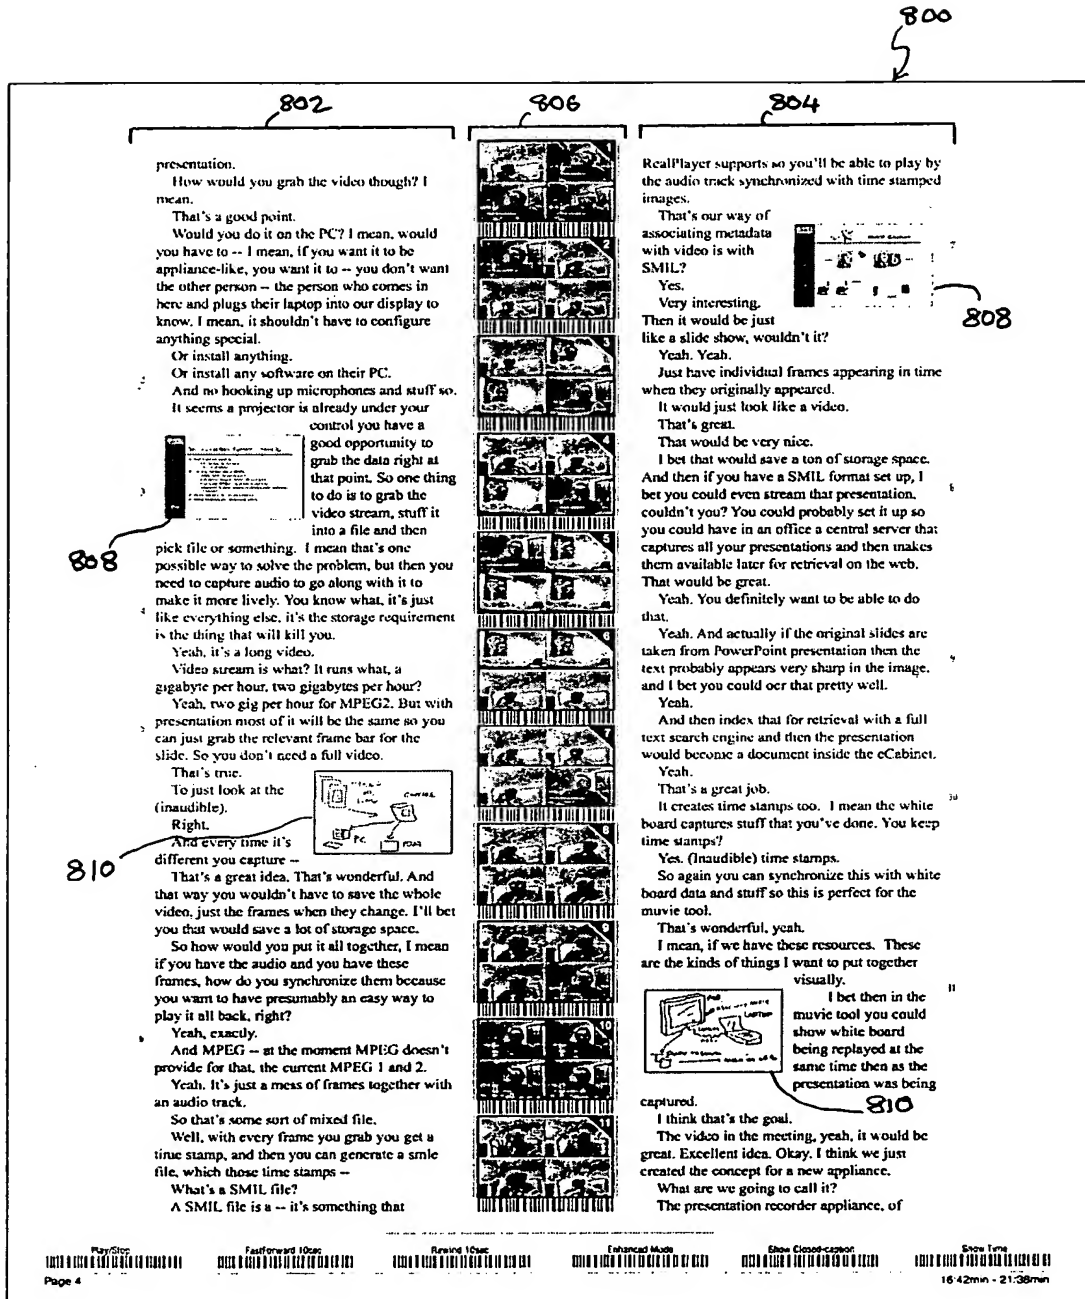 800
802
806
804
presentation.
How would you grab the video though? I
mean.
That's a good point.
Would you do it on the PC? I mean, would
you have to -- I mean, if you want it to be
appliance-like, you want it to -- you don't want
the other person -- the person who comes in
here and plugs their laptop into our display to
know. I mean, it shouldn't have to configure
anything special.
Or install anything.
Or install any software on their PC.
And no hooking up microphones and stuff so.
It seems a projector is already under your
control you have a
good opportunity to
grab the data right at
that point. So one thing
to do is to grab the
video stream, stuff it
into a file and then
808
pick file or something. I mean that's one
possible way to solve the problem, but then you
need to capture audio to go along with it to
make it more lively. You know what, it's just
like everything else, it's the storage requirement
is the thing that will kill you.
Yeah, it's a long video.
Video stream is what? It runs what, a
gigabyte per hour, two gigabytes per hour?
Yeah, two gig per hour for MPEG2. But with
presentation most of it will be the same so you
can just grab the relevant frame bar for the
slide. So you don't need a full video.
That's true.
To just look at the
(inaudible).
Right.
And every time it's
different you capture --
PC
810
That's a great idea. That's wonderful. And
that way you wouldn't have to save the whole
video, just the frames when they change. I'll bet
you that would save a lot of storage space.
So how would you put it all together, I mean
if you have the audio and you have these
frames, how do you synchronize them because
you want to have presumably an easy way to
play it all back, right?
Yeah, exactly.
And MPEG -- at the moment MPEG doesn't
provide for that, the current MPEG 1 and 2.
Yeah. It's just a mess of frames together with
an audio track.
So that's some sort of mixed file.
Well, with every frame you grab you get a
time stamp, and then you can generate a smle
file, which those time stamps --
What's a SMIL file?
A SMIL file is a -- it's something that
1
2
3
4
5
6
7
8
9
10
11
RealPlayer supports so you'll be able to play by
the audio track synchronized with time stamped
images.
That's our way of
associating metadata
with video is with
SMIL?
Yes.
Very interesting.
Then it would be just
808
like a slide show, wouldn't it?
Yeah. Yeah.
Just have individual frames appearing in time
when they originally appeared.
It would just look like a video.
That's great.
That would be very nice.
I bet that would save a ton of storage space.
And then if you have a SMIL format set up, I
bet you could even stream that presentation,
couldn't you? You could probably set it up so
you could have in an office a central server that
captures all your presentations and then makes
them available later for retrieval on the web.
That would be great.
Yeah. You definitely want to be able to do
that.
Yeah. And actually if the original slides are
taken from PowerPoint presentation then the
text probably appears very sharp in the image,
and I bet you could ocr that pretty well.
Yeah.
And then index that for retrieval with a full
text search engine and then the presentation
would become a document inside the eCabinet.
Yeah.
That's a great job.
It creates time stamps too. I mean the white
board captures stuff that you've done. You keep
time stamps?
Yes. (Inaudible) time stamps.
So again you can synchronize this with white
board data and stuff so this is perfect for the
muvie tool.
That's wonderful, yeah.
I mean, if we have these resources. These
are the kinds of things I want to put together
visually.
I bet then in the
muvie tool you could
show white board
being replayed at the
same time then as the
presentation was being
810
captured.
I think that's the goal.
The video in the meeting, yeah, it would be
great. Excellent idea. Okay. I think we just
created the concept for a new appliance.
What are we going to call it?
The presentation recorder appliance, of
Play/Stop
FastForward 10sec
Rewind 10sec
Enhanced Mode
Show Closed-caption
Show Time
Page 4
16:42min - 21:38min